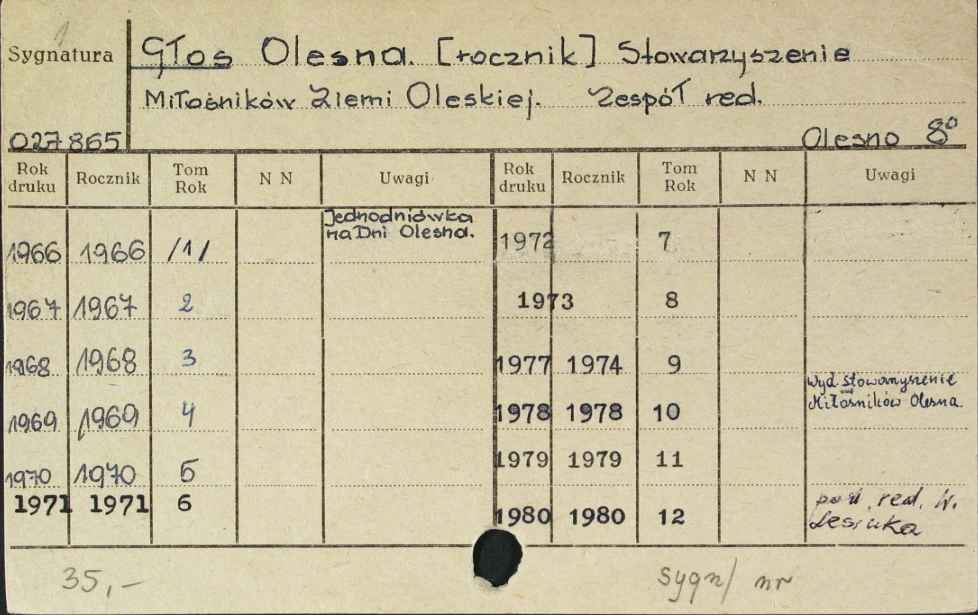 1
Sygnatura
Głos Olesna. [rocznik] Stowarzyszenie
Miłośników Ziemi Oleskiej. Zespół red.
027865
Olesno 8°
Rok druku Rocznik Tom Rok N N Uwagi Rok druku Rocznik Tom Rok N N Uwagi
Jednodniówka
na Dni Olesna.
1966 1966 /1/ 1972 7
1967 1967 2 1973 8
1968 1968 3 1977 1974 9
Wyd Stowarzyszenie
Miłośników Olesna.
1969 1969 4 1978 1978 10
1970 1970 5 1979 1979 11
1971 1971 6 1980 1980 12
pod red. W.
Lesiuka
35,-
sygn/ nr